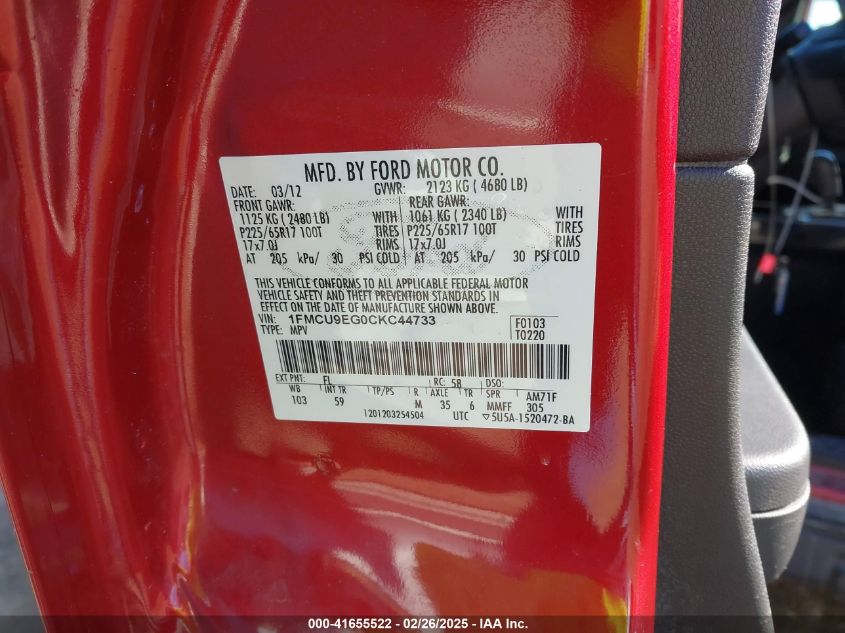 MFD. BY FORD MOTOR CO.
DATE: 03/12 GVWR: 2123 KG ( 4680 LB)
FRONT GAWR: REAR GAWR:
1125 KG ( 2480 LB) WITH 1061 KG ( 2340 LB) WITH
P225/65R17 100T TIRES P225/65R17 100T TIRES
17x7.0J RIMS 17x7.0J RIMS
AT 205 kPa/ 30 PSI COLD AT 205 kPa/ 30 PSI COLD
THIS VEHICLE CONFORMS TO ALL APPLICABLE FEDERAL MOTOR
VEHICLE SAFETY AND THEFT PREVENTION STANDARDS IN
EFFECT ON THE DATE OF MANUFACTURE SHOWN ABOVE.
VIN: 1FMCU9EG0CKC44733 F0103
TYPE: MPV T0220
EXT PNT: FL RC: 58 DSO:
WB INT TR TP/PS R AXLE TR SPR AM71F
103 59 M 35 6 MMFF 305
1201203254504 UTC ▽5U5A-1520472-BA
000-41655522 — 02/26/2025 — IAA Inc.